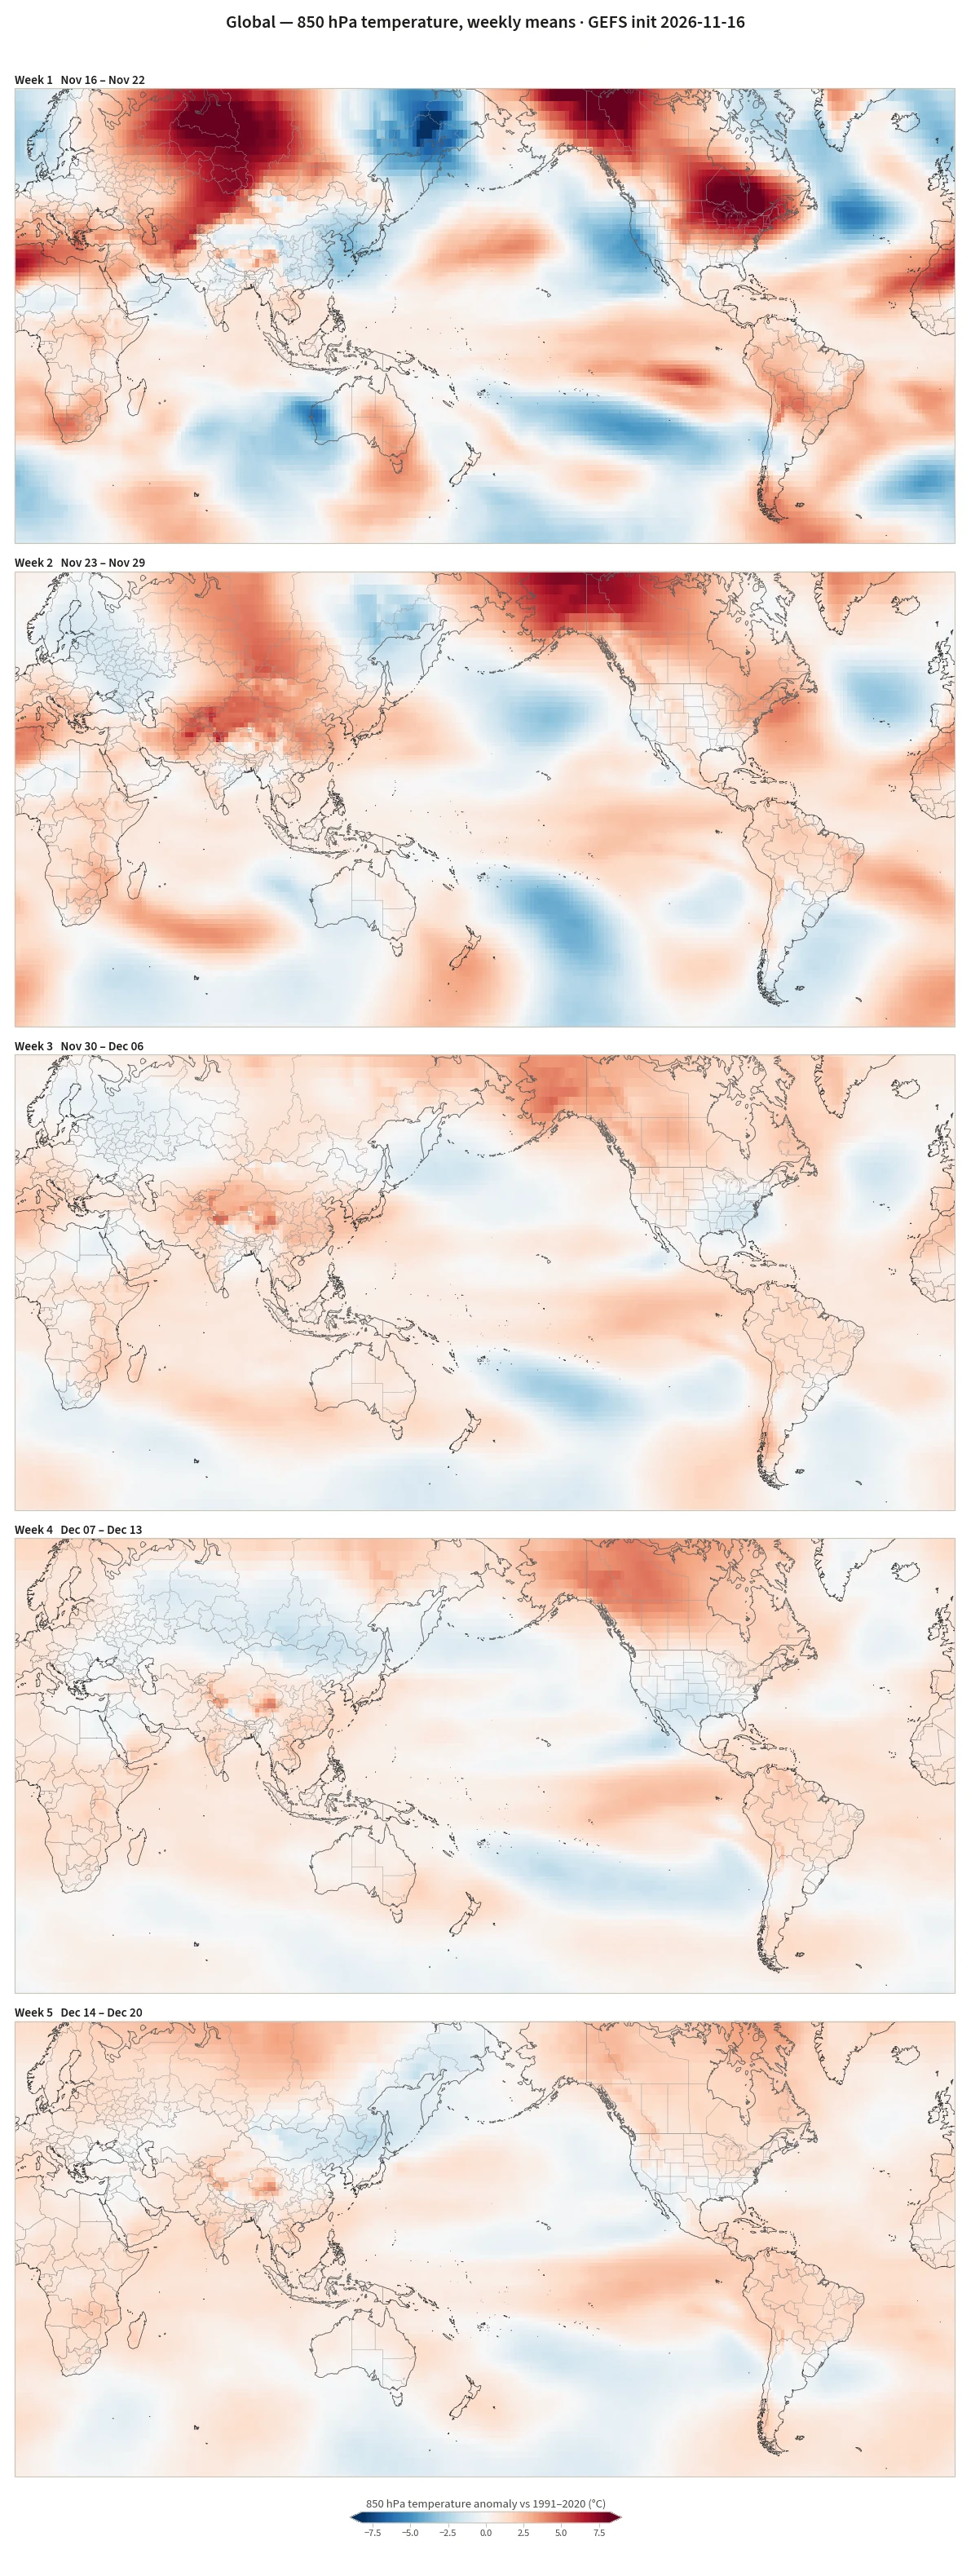 Global — 850 hPa temperature, weekly means · GEFS init 2026-11-16
Week 1 Nov 16 – Nov 22
Week 2 Nov 23 – Nov 29
Week 3 Nov 30 – Dec 06
Week 4 Dec 07 – Dec 13
Week 5 Dec 14 – Dec 20
850 hPa temperature anomaly vs 1991–2020 (°C)
−7.5 −5.0 −2.5 0.0 2.5 5.0 7.5